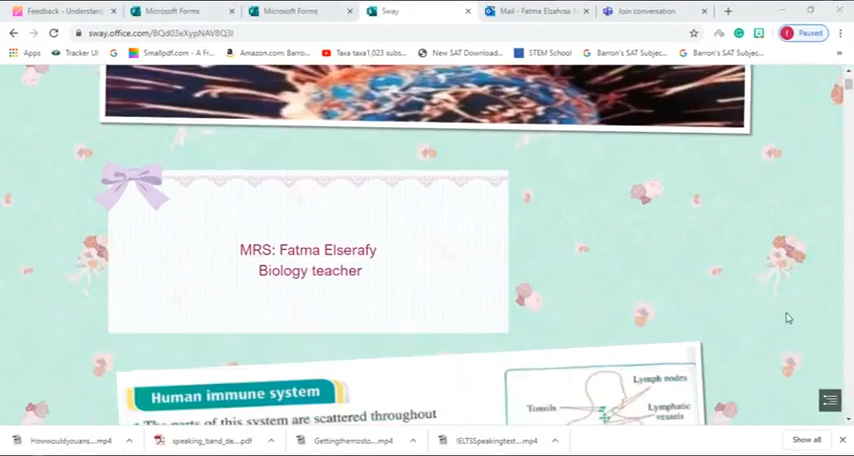 Feedback - Understan
Microsoft Forms
Microsoft Forms
Sway
Mail - Fatma Elzahraa
Join conversation
sway.office.com/8Qd03eXypNAV8Q3I
Paused
Apps
Tracker UI
Smallpdf.com - A Fr...
Amazon.com: Barro...
Taxa taxa1,023 subs...
New SAT Download...
STEM School
Barron's SAT Subjec...
Barron's SAT Subjec...
MRS: Fatma Elserafy
Biology teacher
Human immune system
The parts of this system are scattered throughout
Lymph nodes
Tonsils
Lymphatic
vessels
Howwouldyouans....mp4
speaking_band_de....pdf
Gettingthemosto....mp4
IELTSSpeakingtest....mp4
Show all